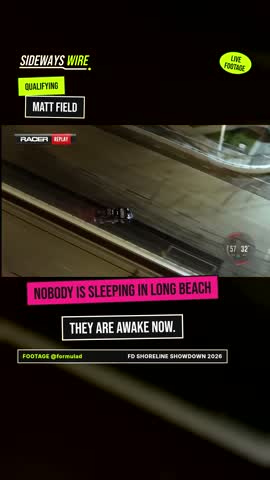 SIDEWAYS WIRE.
LIVE FOOTAGE
QUALIFYING
MATT FIELD
RACER REPLAY
57 32°
NOBODY IS SLEEPING IN LONG BEACH
THEY ARE AWAKE NOW.
FOOTAGE @formulad FD SHORELINE SHOWDOWN 2026